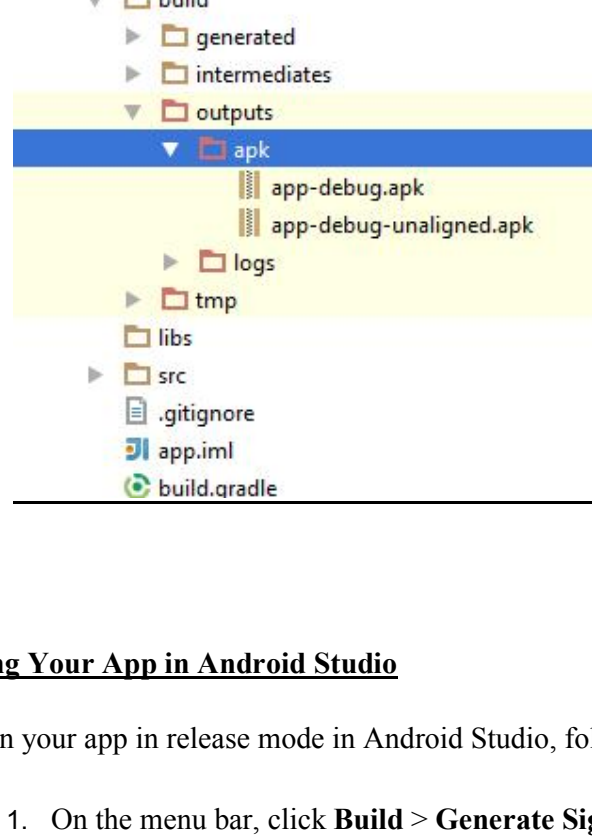 build
generated
intermediates
outputs
apk
app-debug.apk
app-debug-unaligned.apk
logs
tmp
libs
src
.gitignore
app.iml
build.gradle
Your App in Android Studio
your app in release mode in Android Studio,
1. On the menu bar, click Build > Generate